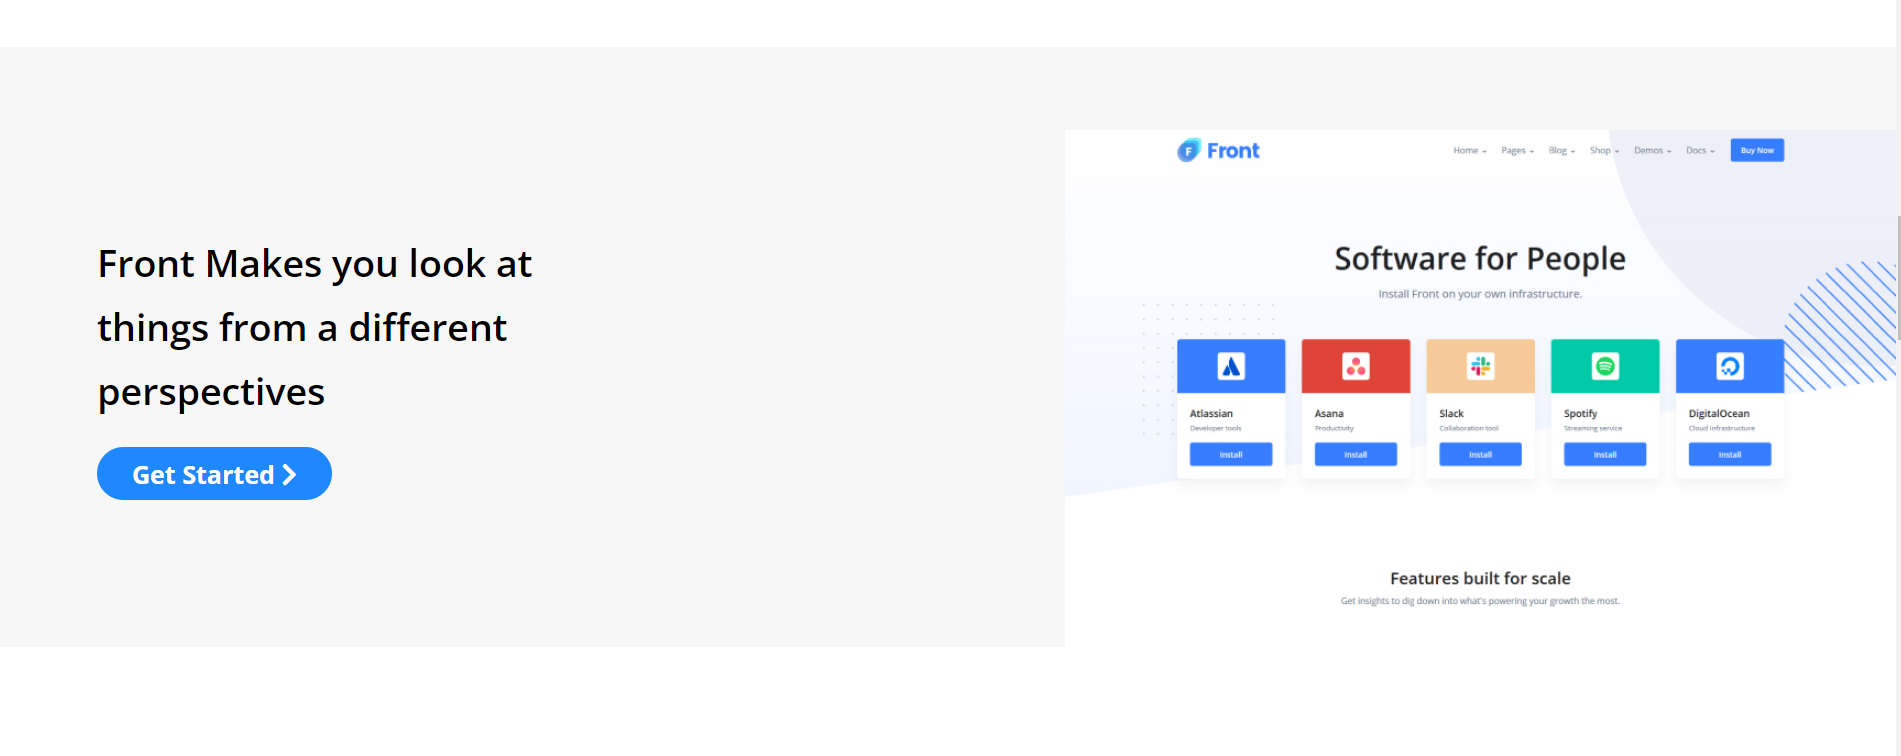 Front Makes you look at
things from a different
perspectives
Get Started
F Front
Home Pages Blog Shop Demos Docs Buy Now
Software for People
Install Front on your own infrastructure.
Atlassian
Developer tools
Install
Asana
Productivity
Install
Slack
Collaboration tool
Install
Spotify
Streaming service
Install
DigitalOcean
Cloud infrastructure
Install
Features built for scale
Get insights to dig down into what's powering your growth the most.